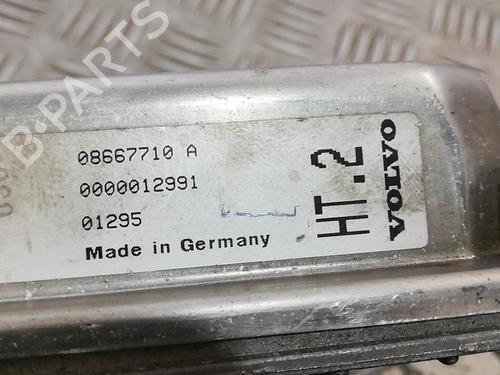 08667710 A
0000012991
01295
Made in Germany
HT.2
VOLVO
B-PARTS